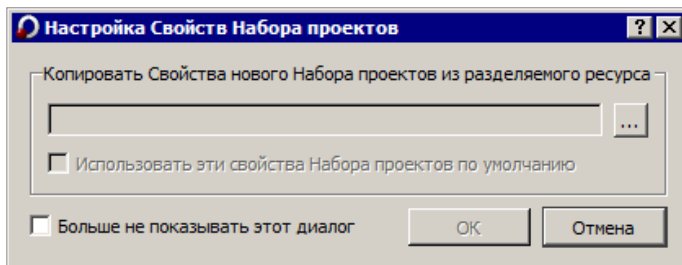 Настройка Свойств Набора проектов
Копировать Свойства нового Набора проектов из разделяемого ресурса
...
Использовать эти свойства Набора проектов по умолчанию
Больше не показывать этот диалог OK Отмена